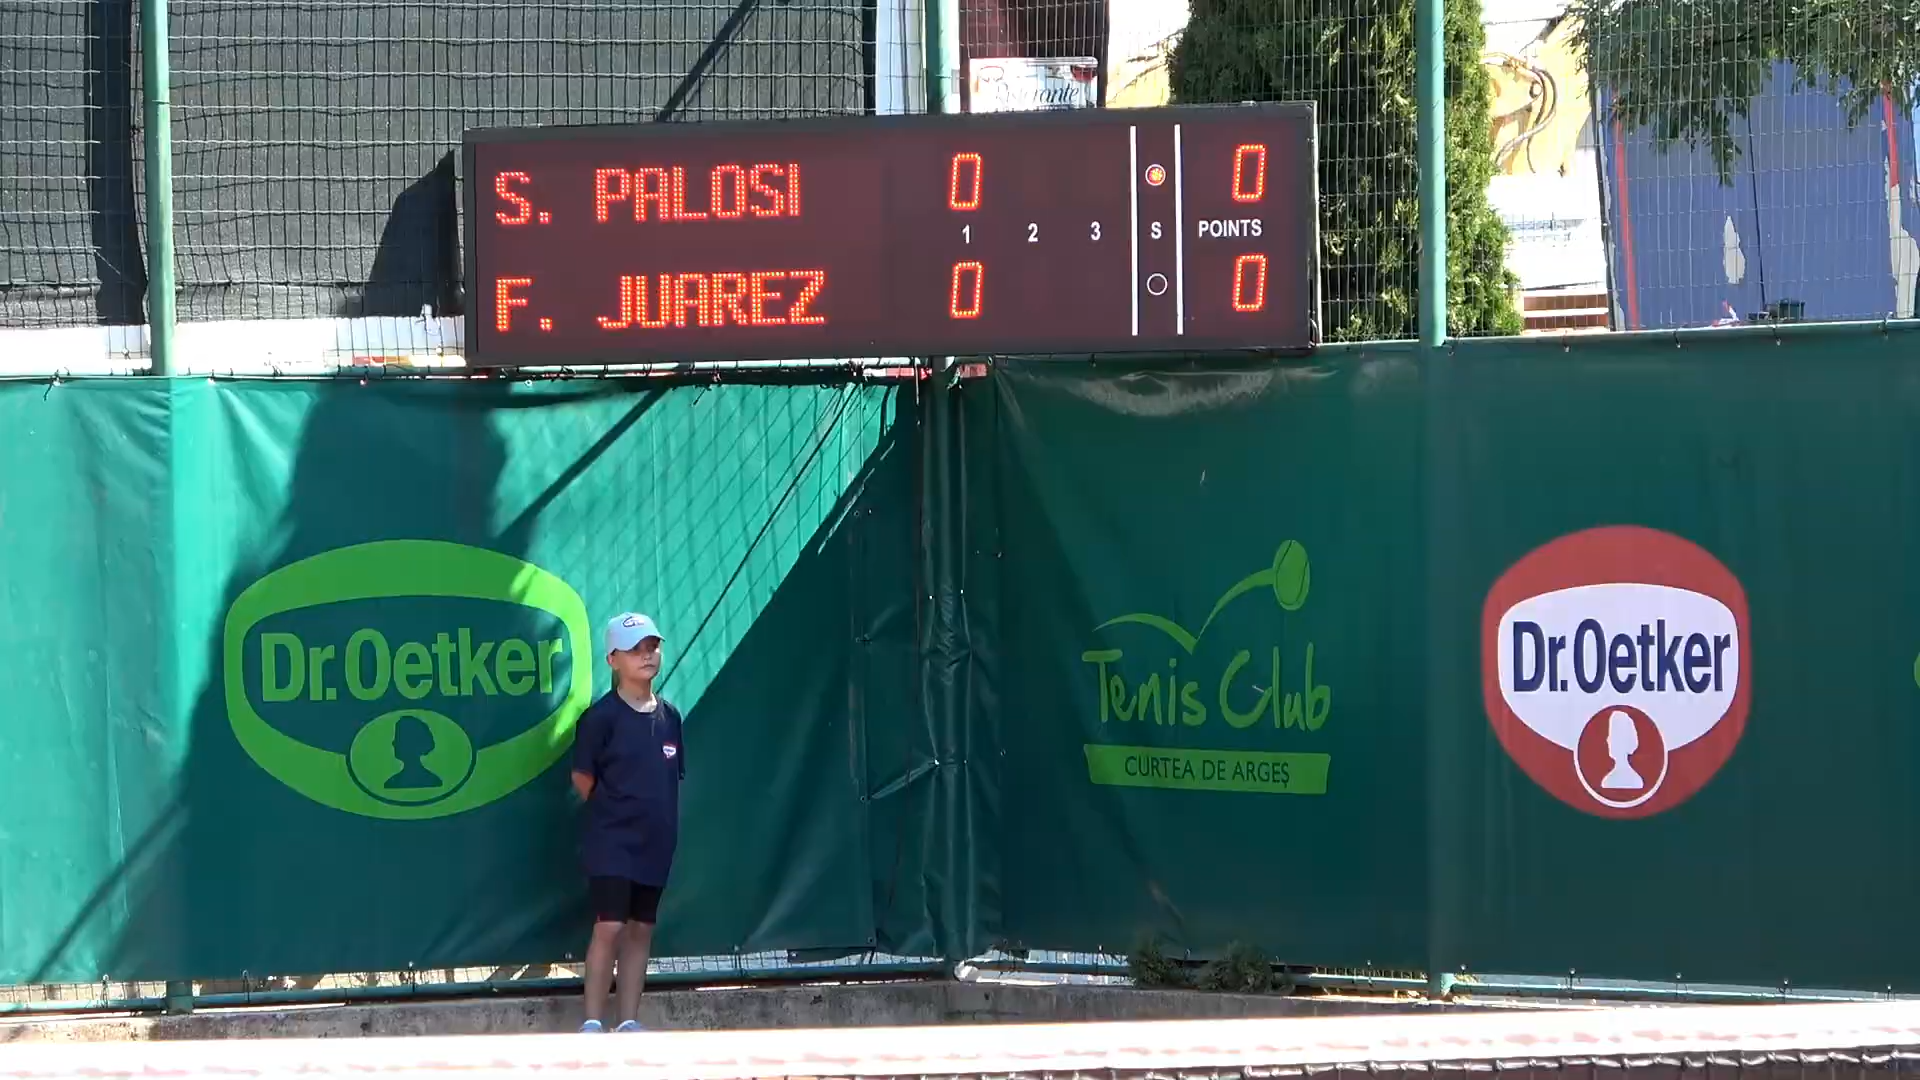 Ristorante
S. PALOSI 0 0
1 2 3 S POINTS
F. JUAREZ 0 0
Dr.Oetker
Tenis Club
CURTEA DE ARGEȘ
Dr.Oetker